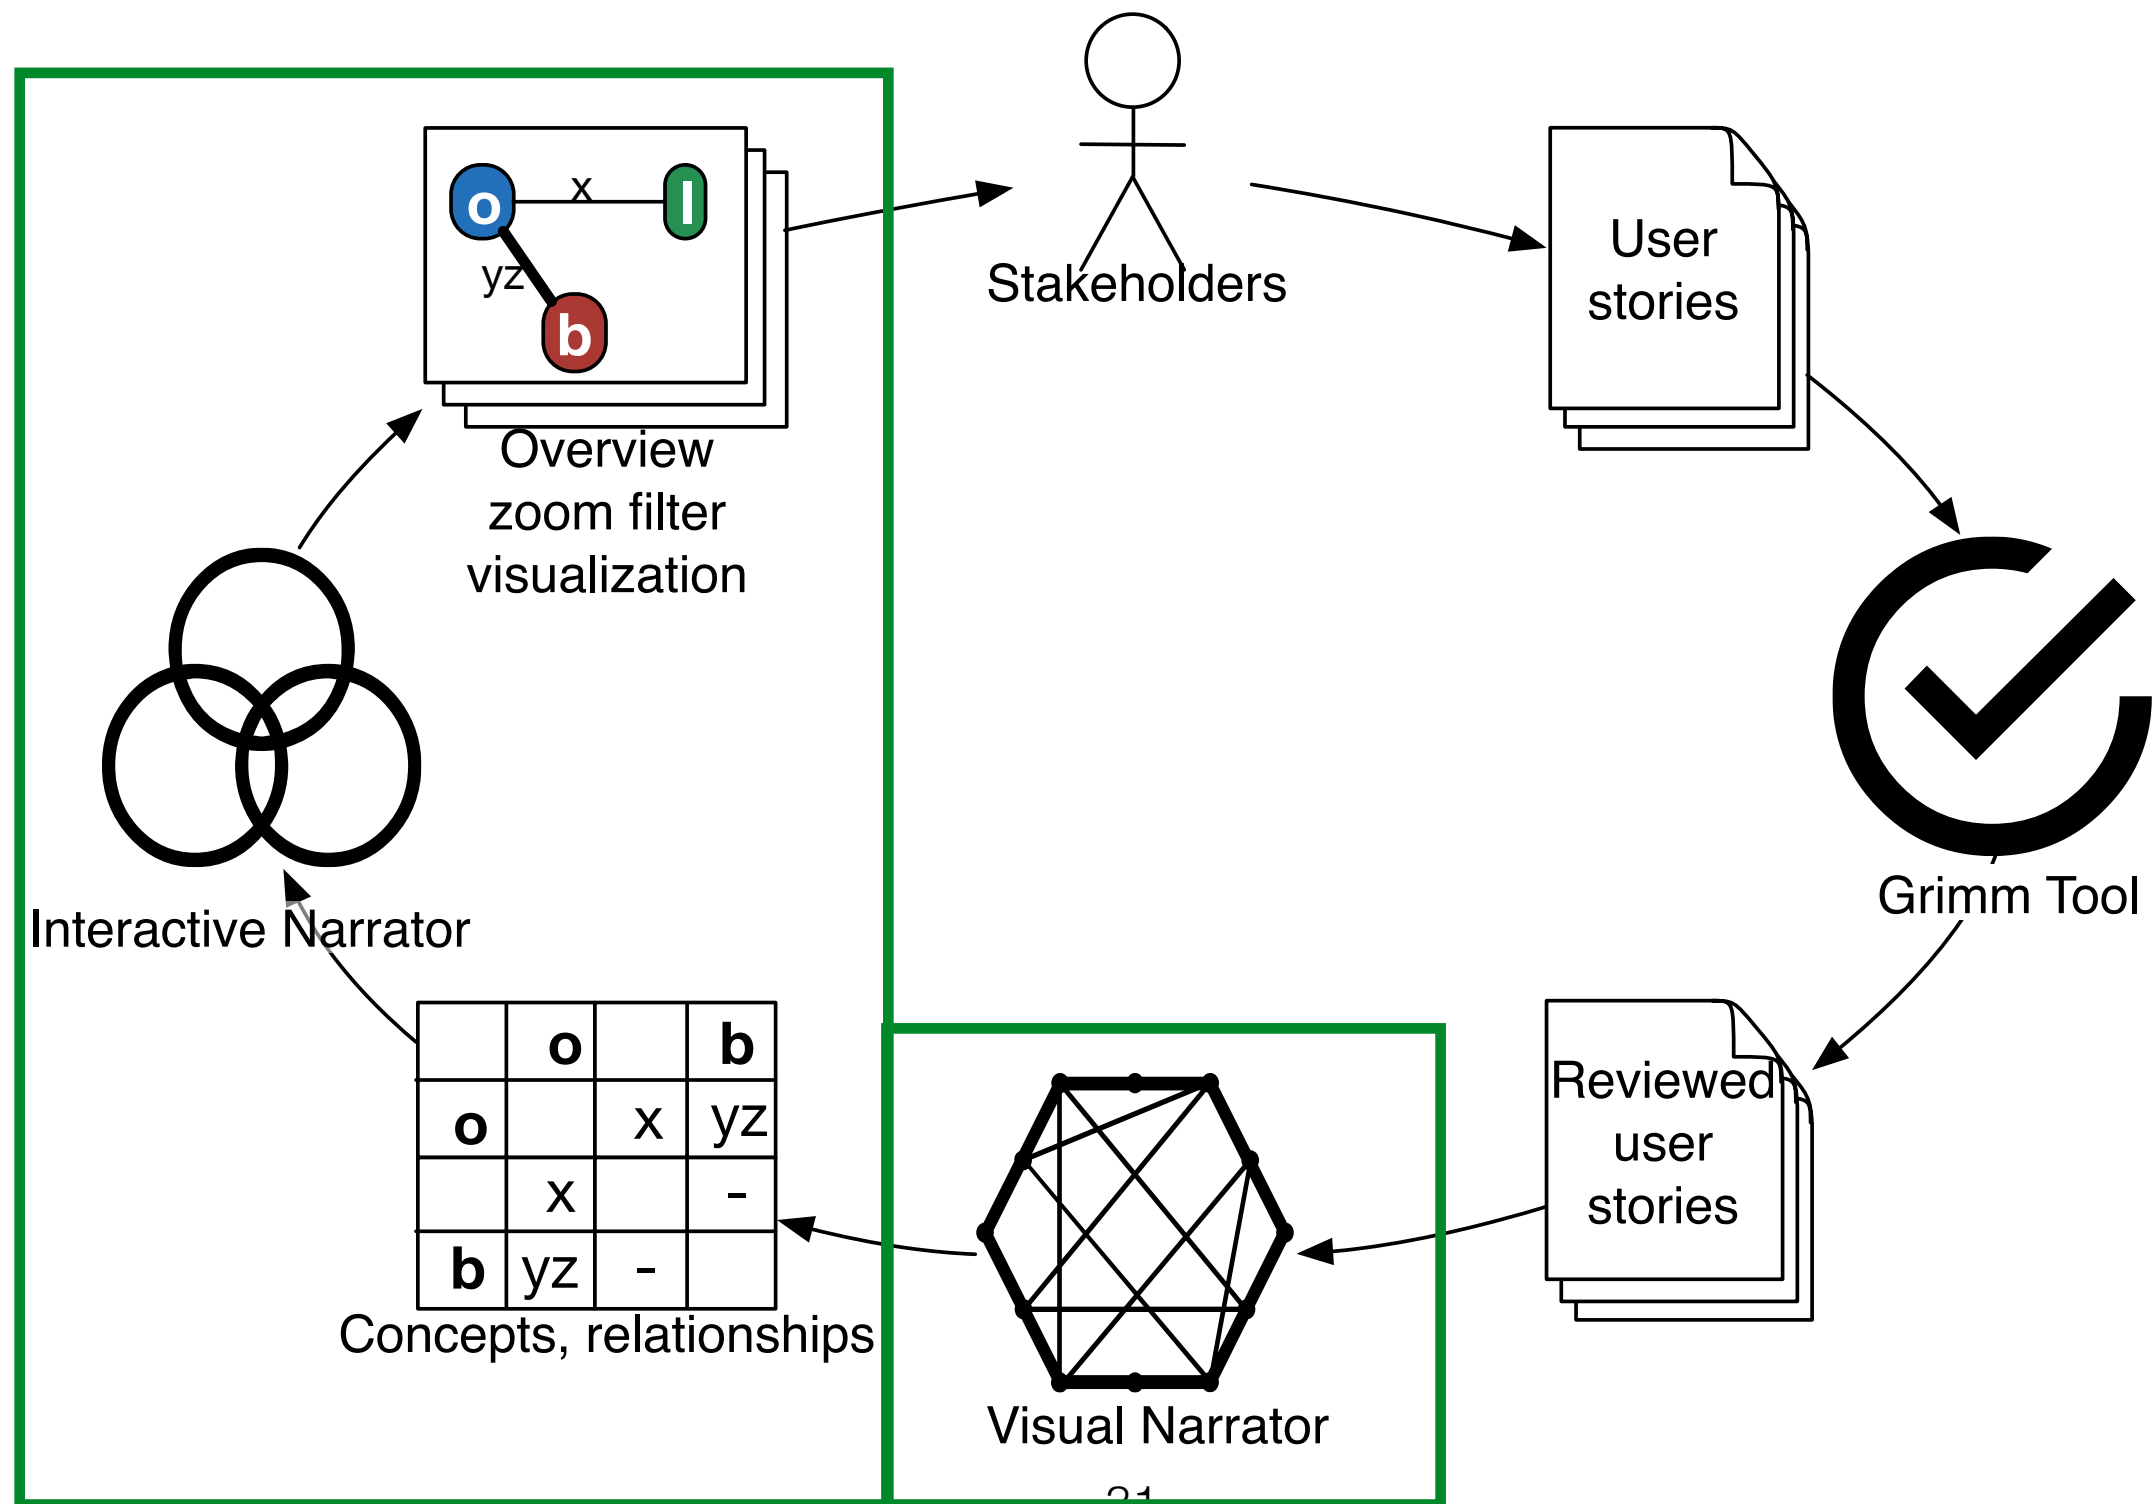 o
x
l
yz
b
Overview
zoom filter
visualization
Stakeholders
User
stories
Grimm Tool
Interactive Narrator
Reviewed
user
stories
o b
o x yz
x -
b yz -
Concepts, relationships
Visual Narrator